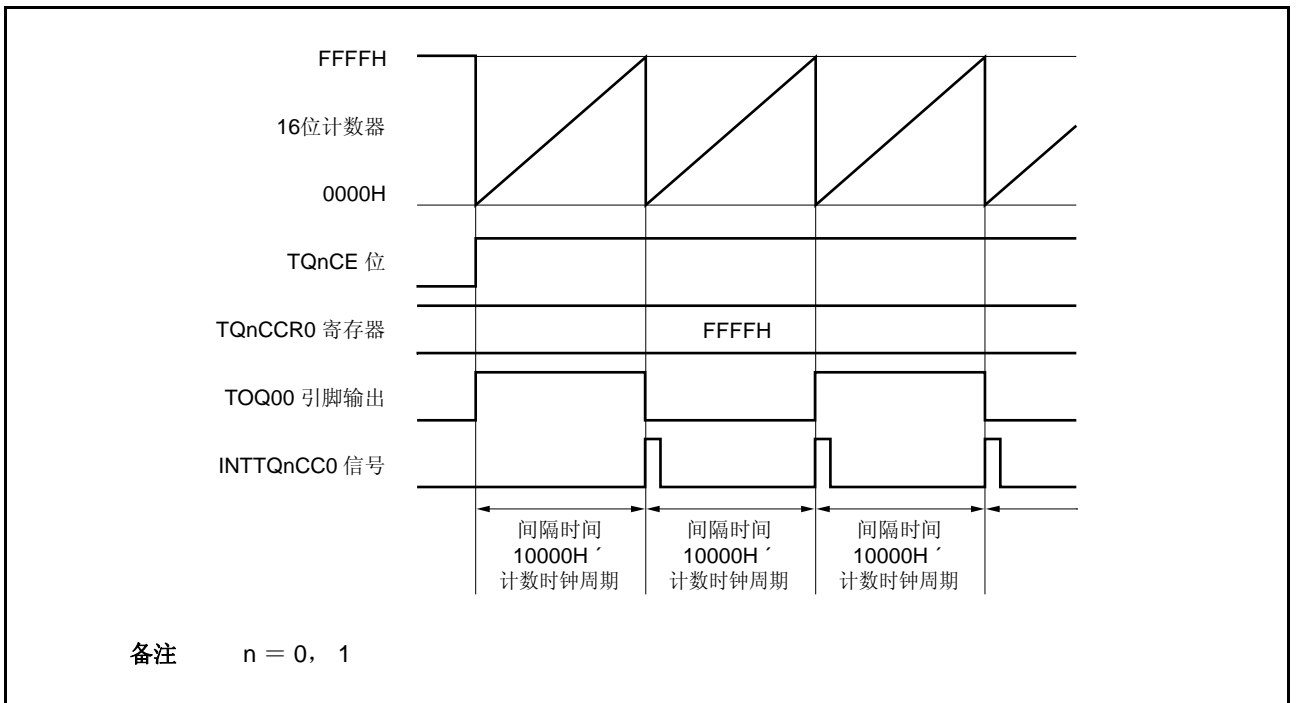 FFFFH
16位计数器
0000H
TQnCE 位
TQnCCR0 寄存器
FFFFH
TOQ00 引脚输出
INTTQnCC0 信号
间隔时间
10000H ´
计数时钟周期
间隔时间
10000H ´
计数时钟周期
间隔时间
10000H ´
计数时钟周期
备注 n = 0， 1